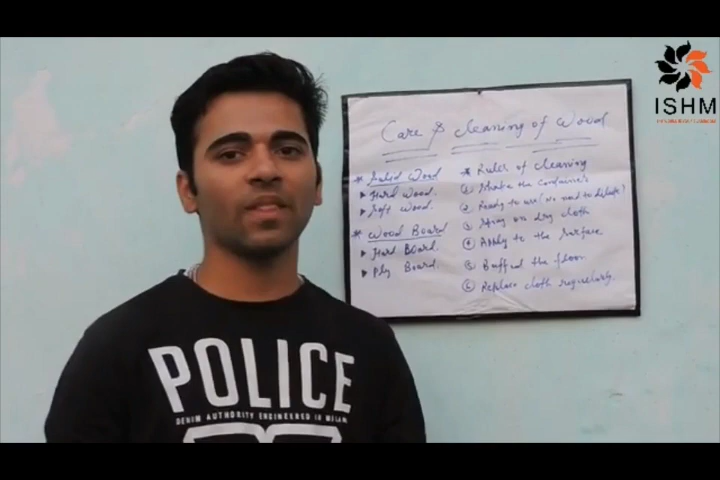 ISHM
Care & cleaning of Wood
* Solid Wood
▸ Hard Wood.
▸ Soft Wood.
* Wood Board
▸ Hard Board.
▸ Ply Board.
* Rules of cleaning
① Shake the Containers
② Ready to use (no need to dilute)
③ Spray on dry cloth
④ Apply to the Surface
⑤ Buffed the floor
⑥ Replace cloth regularly.
POLICE
DENIM AUTHORITY ENGINEERED IN MILAN